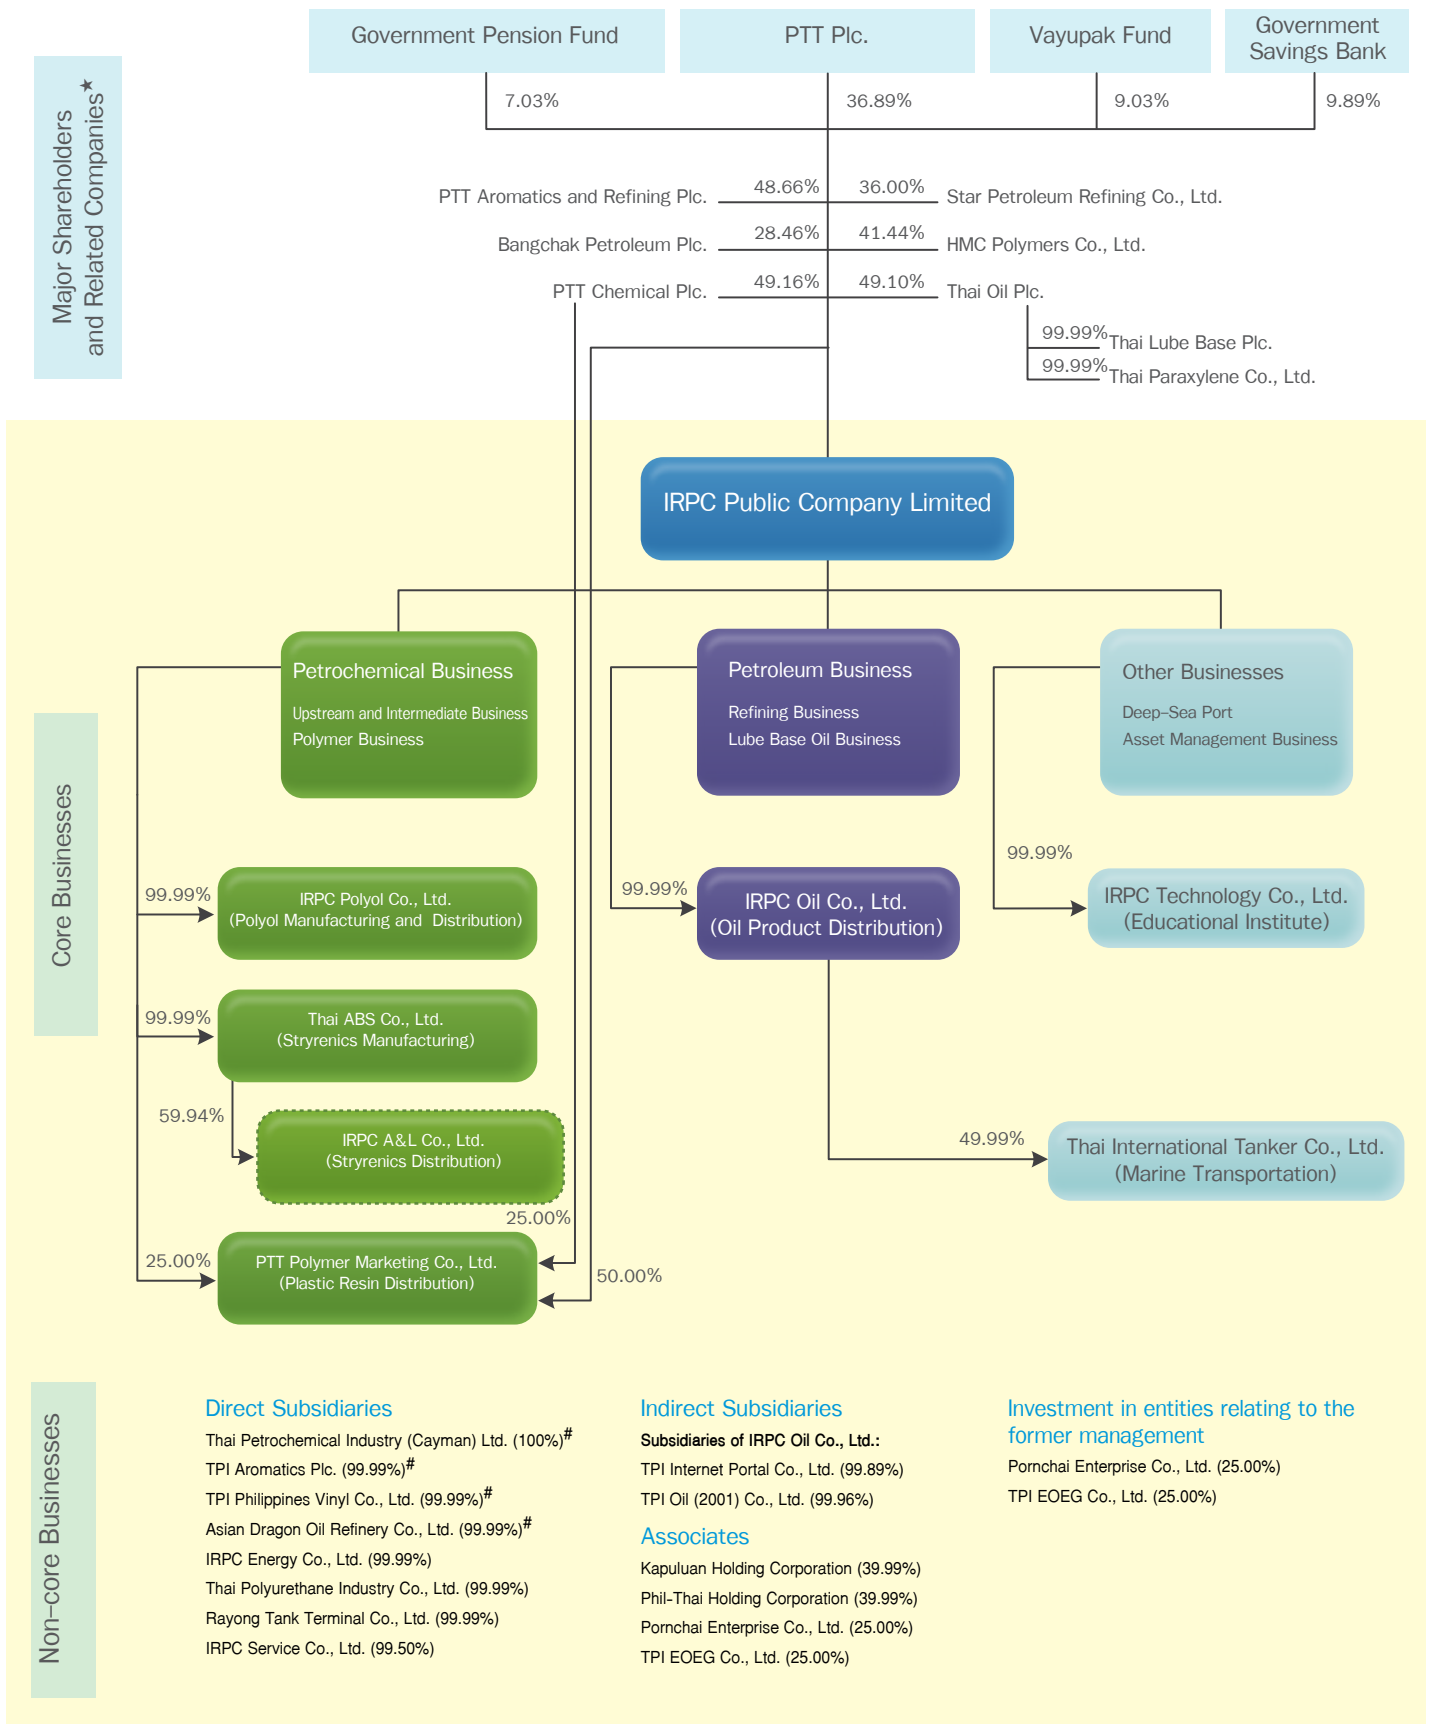 Government Pension Fund
PTT Plc.
Vayupak Fund
Government
Savings Bank
Major Shareholders
and Related Companies★
7.03%
36.89%
9.03%
9.89%
PTT Aromatics and Refining Plc.
48.66%
36.00%
Star Petroleum Refining Co., Ltd.
Bangchak Petroleum Plc.
28.46%
41.44%
HMC Polymers Co., Ltd.
PTT Chemical Plc.
49.16%
49.10%
Thai Oil Plc.
99.99%
Thai Lube Base Plc.
99.99%
Thai Paraxylene Co., Ltd.
IRPC Public Company Limited
Core Businesses
Petrochemical Business
Upstream and Intermediate Business
Polymer Business
Petroleum Business
Refining Business
Lube Base Oil Business
Other Businesses
Deep–Sea Port
Asset Management Business
99.99%
IRPC Polyol Co., Ltd.
(Polyol Manufacturing and Distribution)
99.99%
IRPC Oil Co., Ltd.
(Oil Product Distribution)
99.99%
IRPC Technology Co., Ltd.
(Educational Institute)
99.99%
Thai ABS Co., Ltd.
(Stryrenics Manufacturing)
59.94%
IRPC A&L Co., Ltd.
(Stryrenics Distribution)
49.99%
Thai International Tanker Co., Ltd.
(Marine Transportation)
25.00%
25.00%
PTT Polymer Marketing Co., Ltd.
(Plastic Resin Distribution)
50.00%
Non–core Businesses
Direct Subsidiaries
Thai Petrochemical Industry (Cayman) Ltd. (100%)#
TPI Aromatics Plc. (99.99%)#
TPI Philippines Vinyl Co., Ltd. (99.99%)#
Asian Dragon Oil Refinery Co., Ltd. (99.99%)#
IRPC Energy Co., Ltd. (99.99%)
Thai Polyurethane Industry Co., Ltd. (99.99%)
Rayong Tank Terminal Co., Ltd. (99.99%)
IRPC Service Co., Ltd. (99.50%)
Indirect Subsidiaries
Subsidiaries of IRPC Oil Co., Ltd.:
TPI Internet Portal Co., Ltd. (99.89%)
TPI Oil (2001) Co., Ltd. (99.96%)
Associates
Kapuluan Holding Corporation (39.99%)
Phil-Thai Holding Corporation (39.99%)
Pornchai Enterprise Co., Ltd. (25.00%)
TPI EOEG Co., Ltd. (25.00%)
Investment in entities relating to the
former management
Pornchai Enterprise Co., Ltd. (25.00%)
TPI EOEG Co., Ltd. (25.00%)